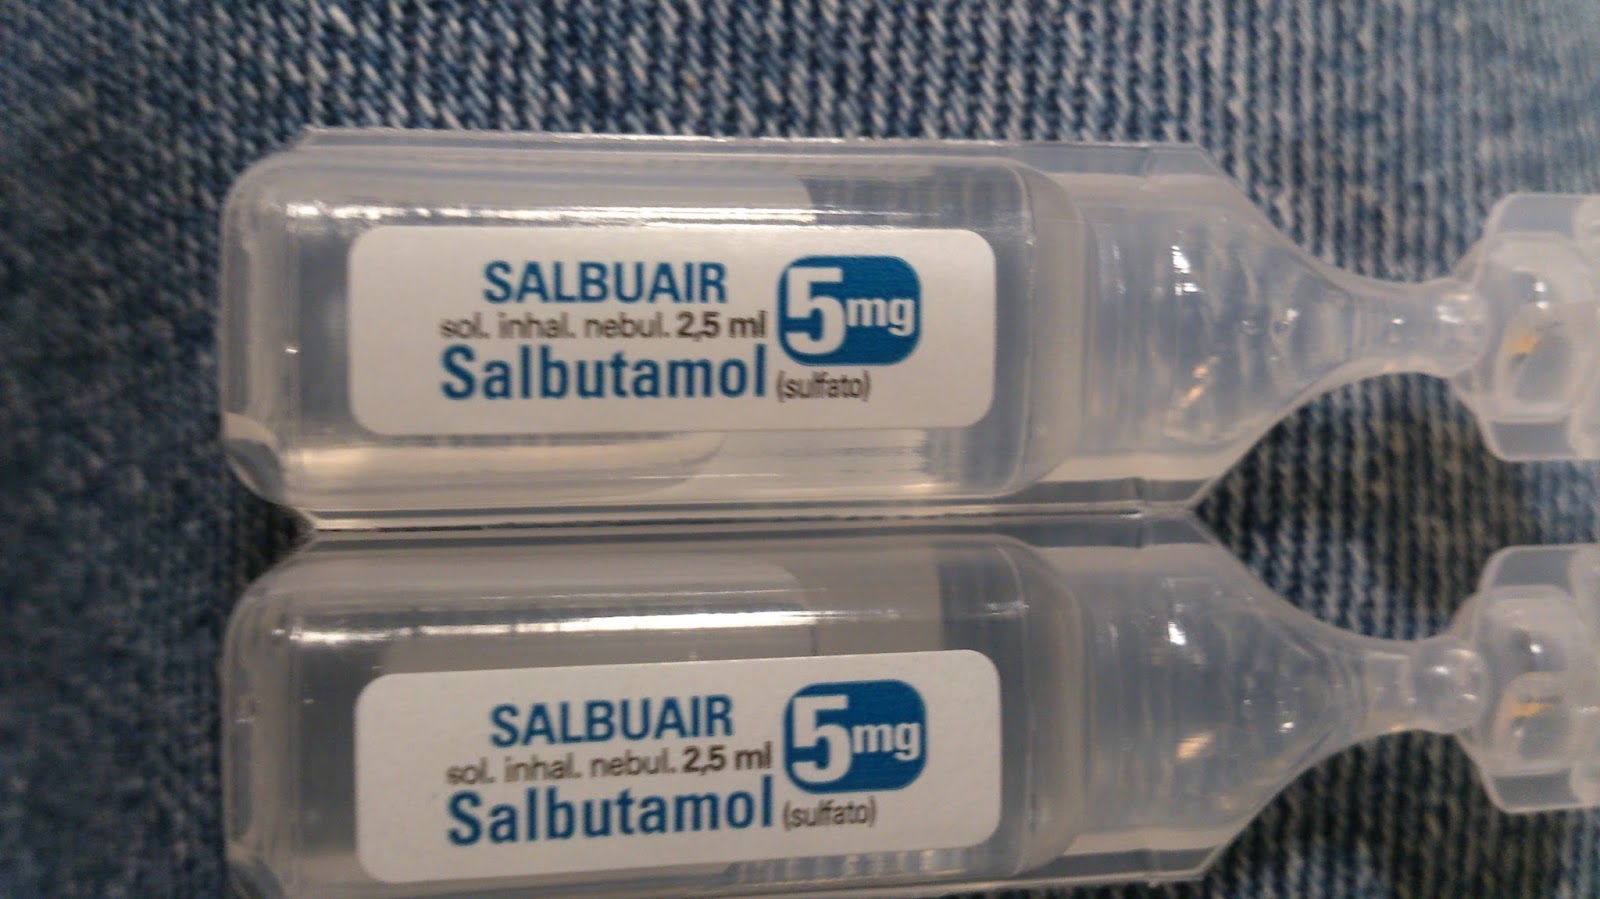 SALBUAIR
sol. inhal. nebul. 2,5 ml
5mg
Salbutamol (sulfato)
SALBUAIR
sol. inhal. nebul. 2,5 ml
5mg
Salbutamol (sulfato)